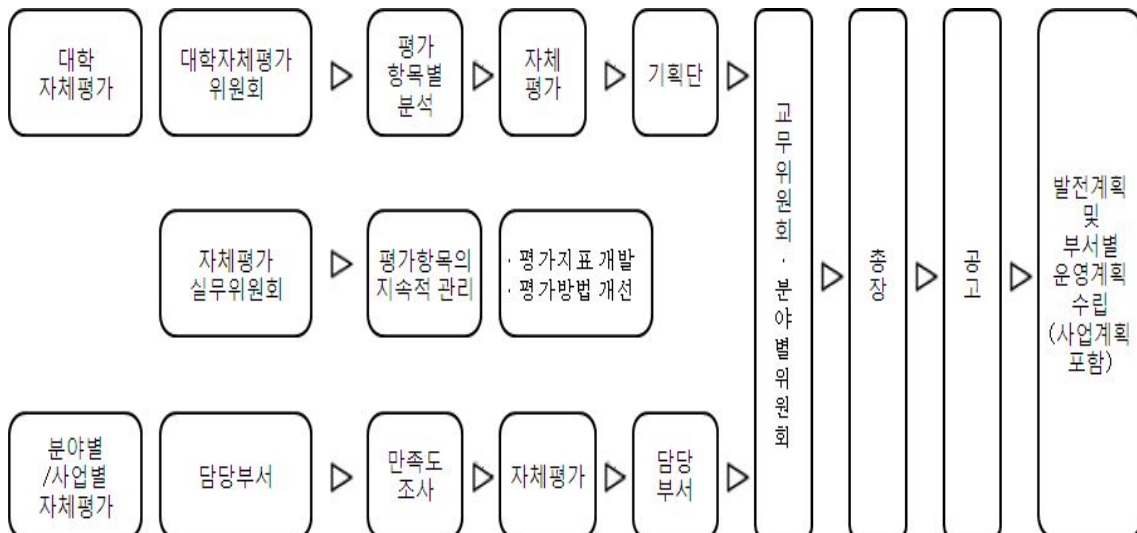 대학
자체평가
대학자체평가
위원회
평가
항목별
분석
자체
평가
기획단
자체평가
실무위원회
평가항목의
지속적 관리
· 평가지표 개발
· 평가방법 개선
분야별
/사업별
자체평가
담당부서
만족도
조사
자체평가
담당
부서
교무위원회 · 분야별위원회
총장
공고
발전계획
및
부서별
운영계획
수립
(사업계획
포함)